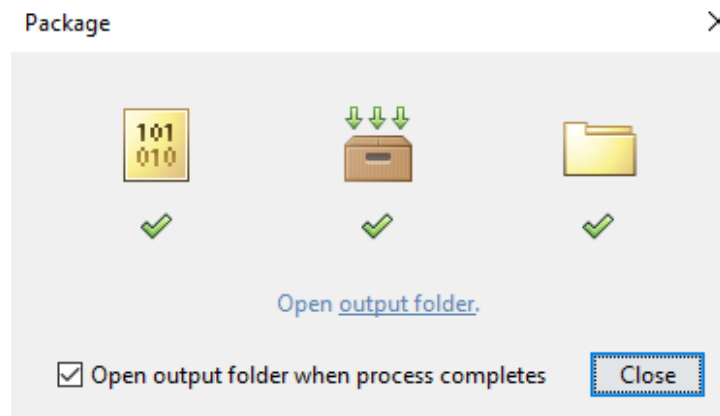 Package
101
010
Open output folder.
Open output folder when process completes
Close